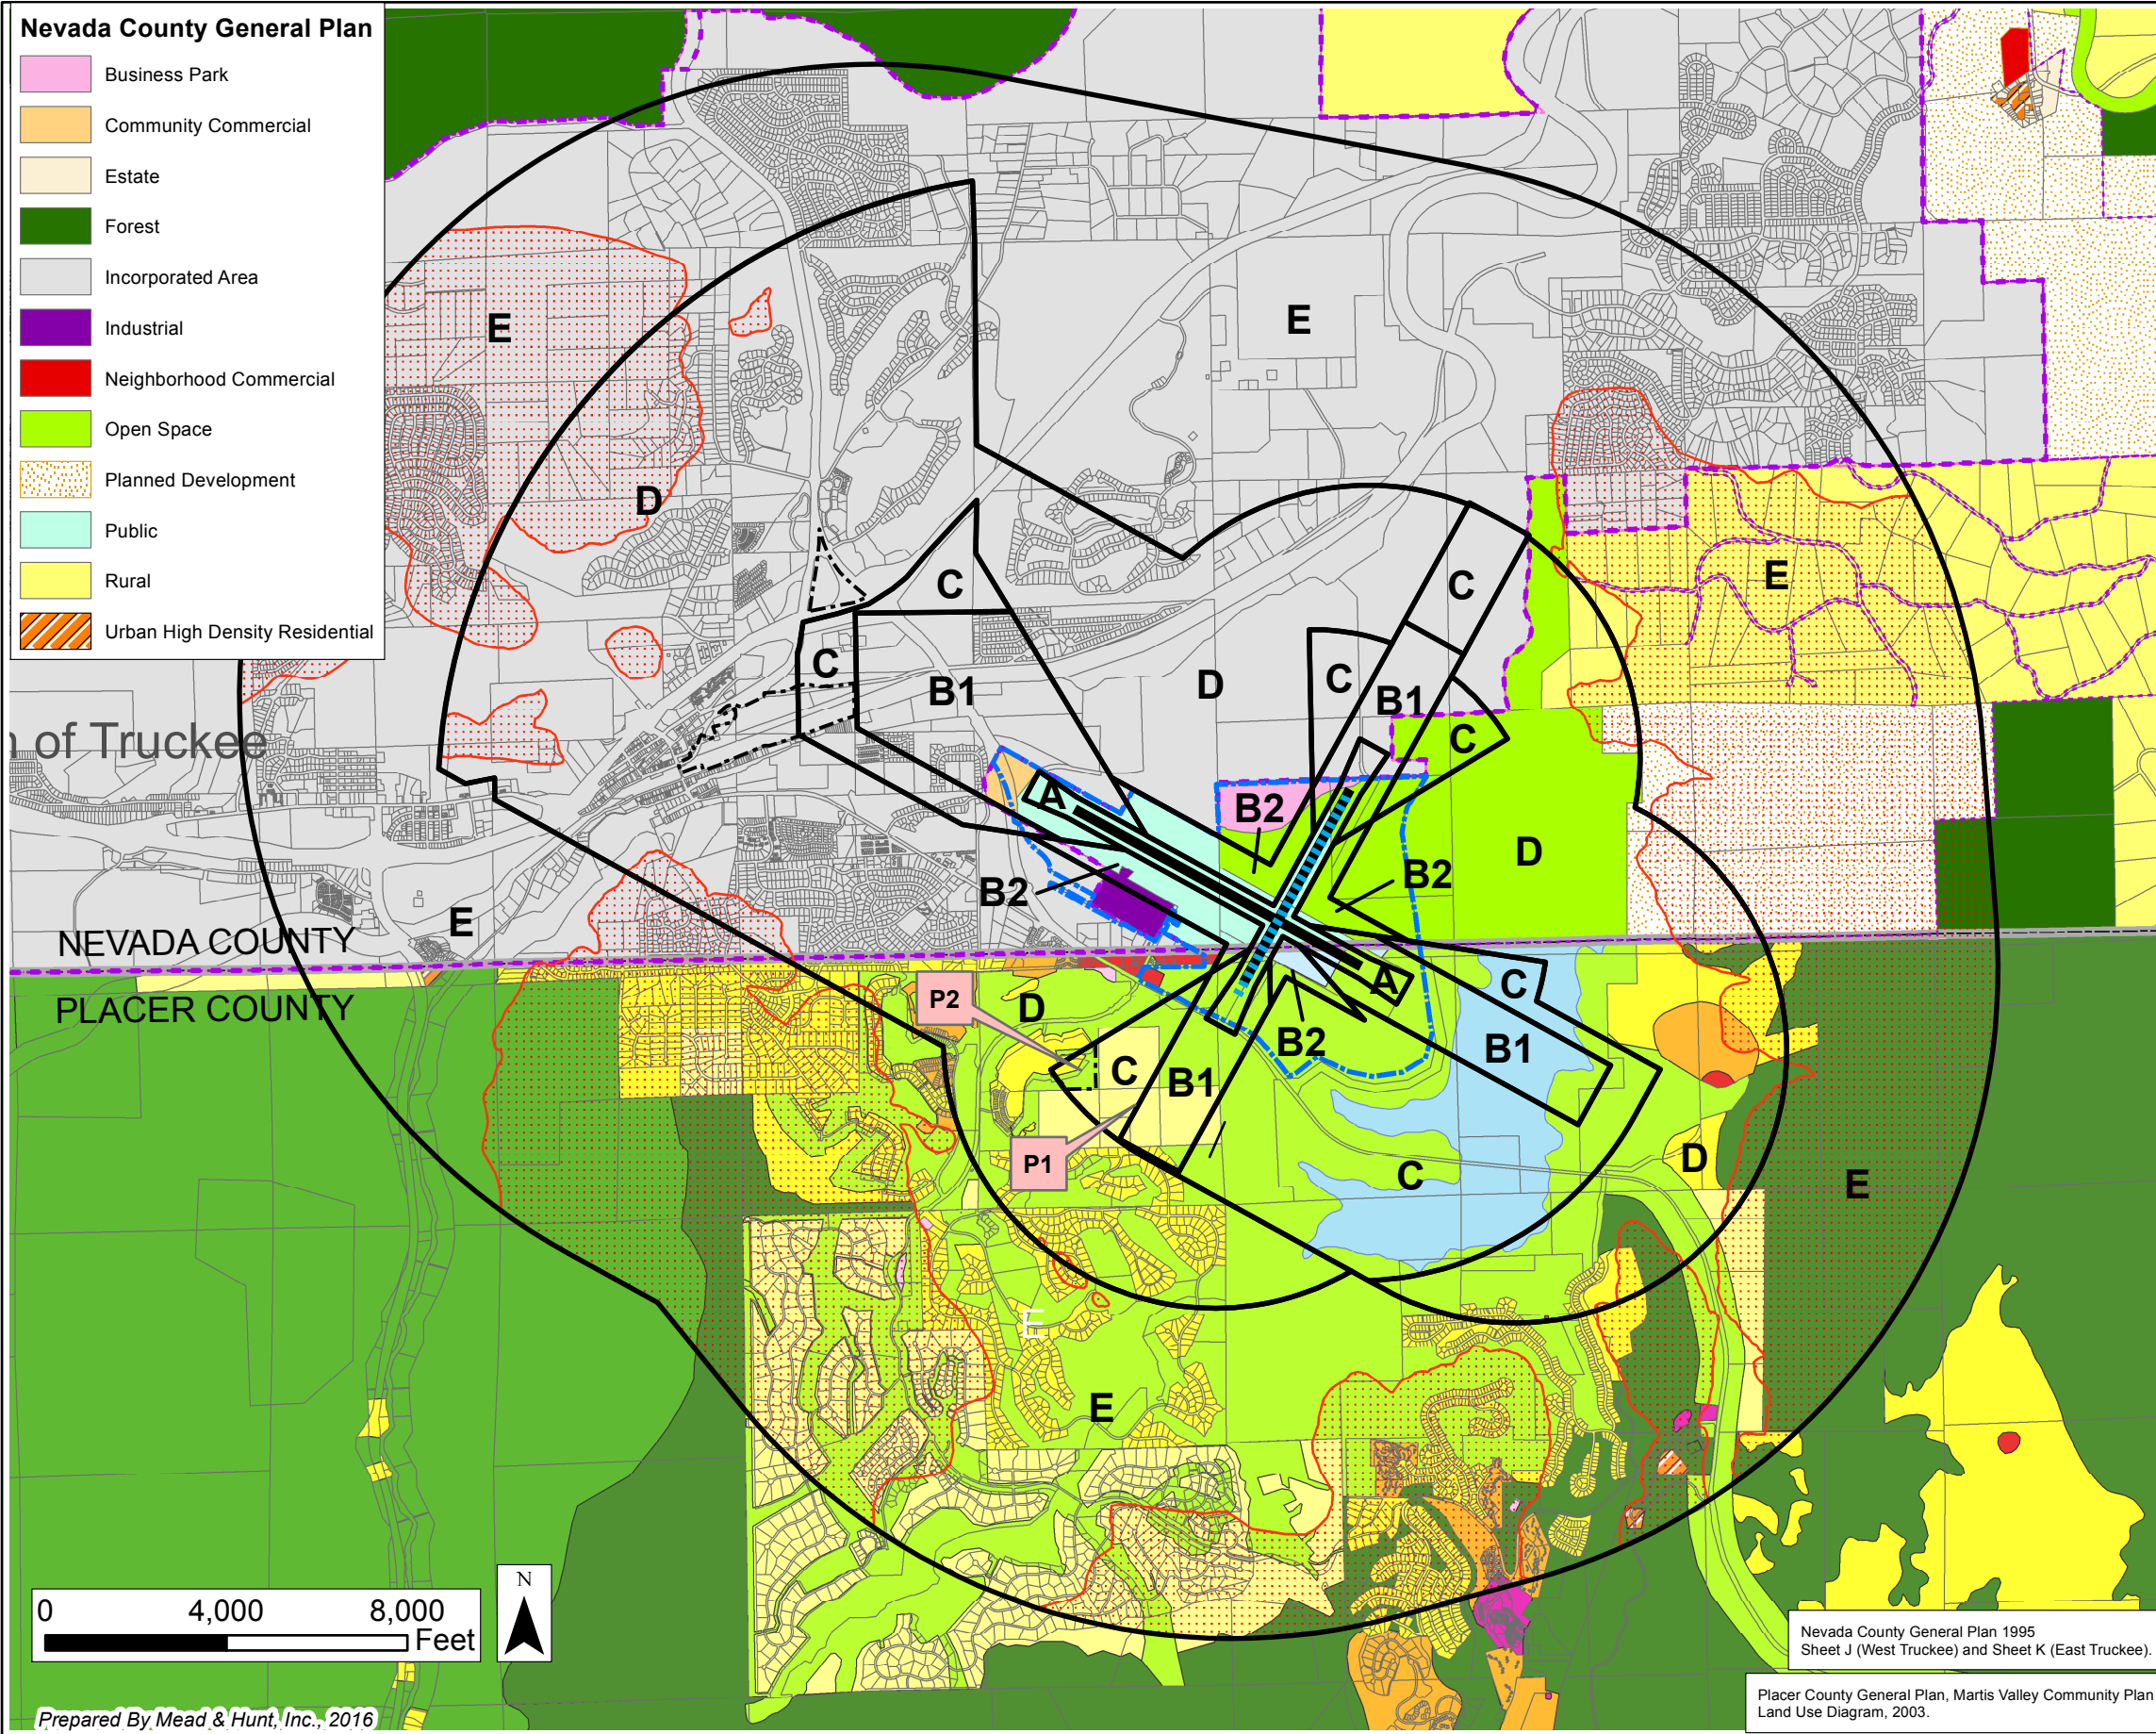 Nevada County General Plan
Business Park
Community Commercial
Estate
Forest
Incorporated Area
Industrial
Neighborhood Commercial
Open Space
Planned Development
Public
Rural
Urban High Density Residential
E
E
D
C
C
E
C
B1
D
C
B1
C
n of Truckee
A
B2
B2
D
B2
E
NEVADA COUNTY
PLACER COUNTY
P2
D
A
C
B2
B1
C
B1
P1
C
D
E
E
E
0 4,000 8,000
Feet
N
Nevada County General Plan 1995
Sheet J (West Truckee) and Sheet K (East Truckee).
Placer County General Plan, Martis Valley Community Plan
Land Use Diagram, 2003.
Prepared By Mead & Hunt, Inc., 2016